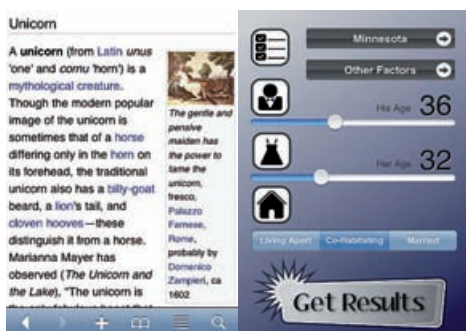 Unicorn
A unicorn (from Latin unus
'one' and cornu 'horn') is a
mythological creature.
Though the modern popular
image of the unicorn is
sometimes that of a horse
differing only in the horn on
its forehead, the traditional
unicorn also has a billy-goat
beard, a lion's tail, and
cloven hooves—these
distinguish it from a horse.
Marianna Mayer has
observed (The Unicorn and
the Lake), "The unicorn is
The gentle and
pensive
maiden has
the power to
tame the
unicorn,
fresco,
Palazzo
Farnese,
Rome,
probably by
Domenico
Zampieri, ca
1602
Minnesota
Other Factors
His Age 36
Her Age 32
Living Apart Co-Habitating Married
Get Results